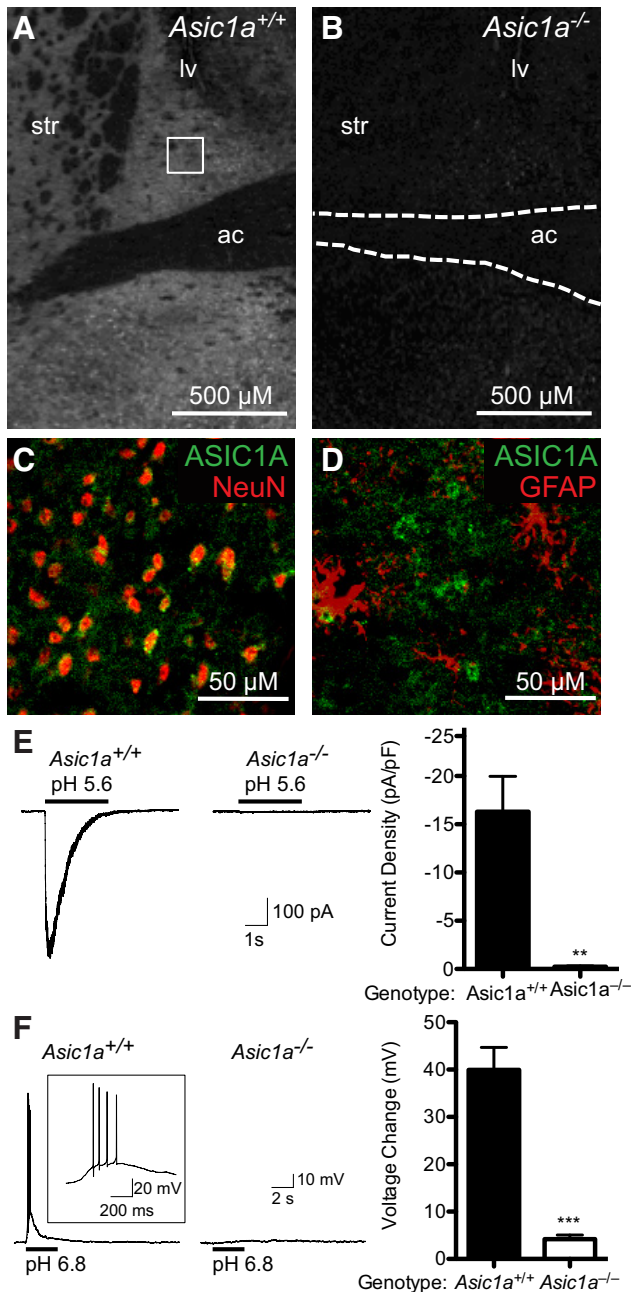 A
Asic1a+/+
lv
str
ac
500 µM
B
Asic1a-/-
lv
str
ac
500 µM
C
ASIC1A
NeuN
50 µM
D
ASIC1A
GFAP
50 µM
E
Asic1a+/+
pH 5.6
Asic1a-/-
pH 5.6
100 pA
1s
Current Density (pA/pF)
-25
-20
-15
-10
-5
0
**
Genotype: Asic1a+/+ Asic1a–/–
F
Asic1a+/+
Asic1a-/-
20 mV
200 ms
10 mV
2 s
pH 6.8
pH 6.8
Voltage Change (mV)
50
40
30
20
10
0
***
Genotype: Asic1a+/+ Asic1a–/–